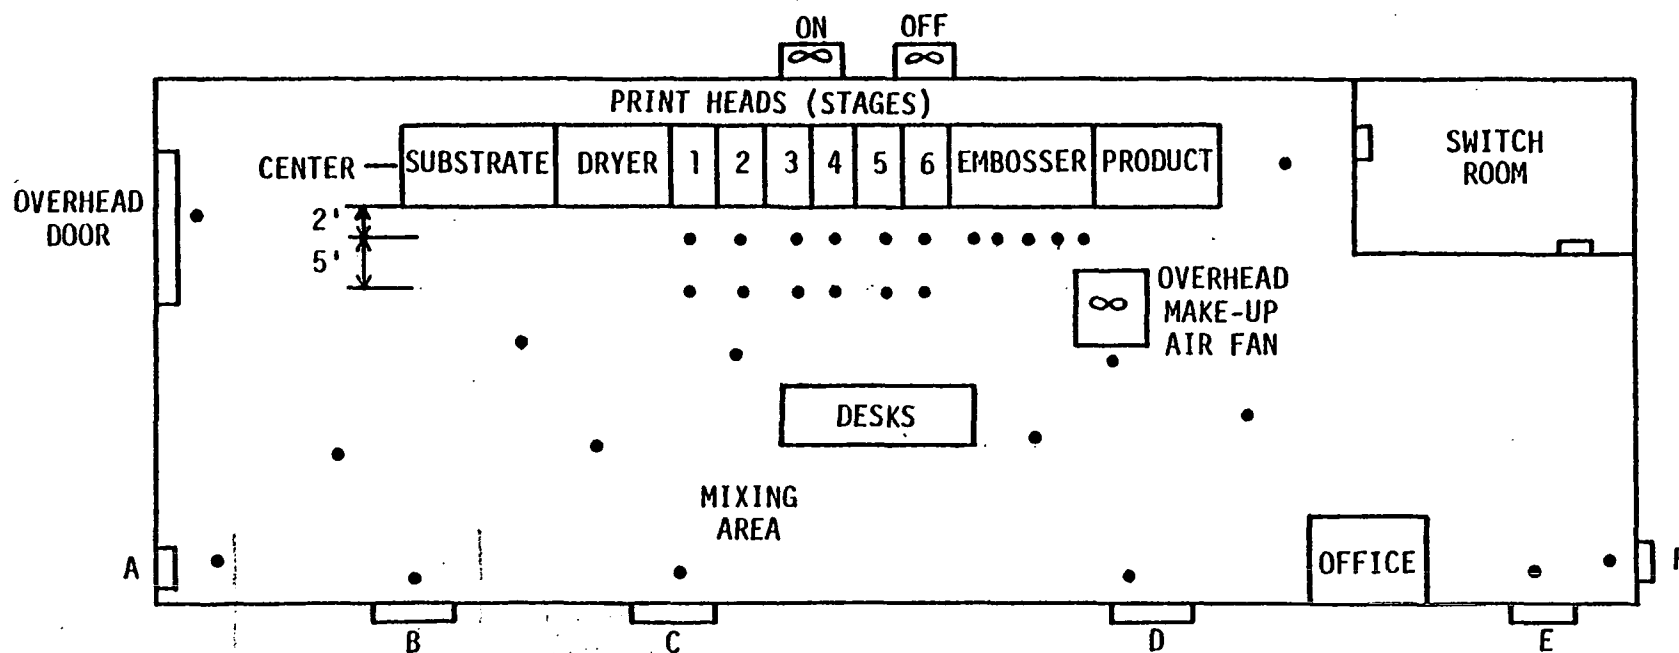 ON
OFF
PRINT HEADS (STAGES)
CENTER
SUBSTRATE
DRYER
1
2
3
4
5
6
EMBOSSER
PRODUCT
SWITCH
ROOM
OVERHEAD
DOOR
2'
5'
OVERHEAD
MAKE-UP
AIR FAN
DESKS
MIXING
AREA
OFFICE
A
B
C
D
E